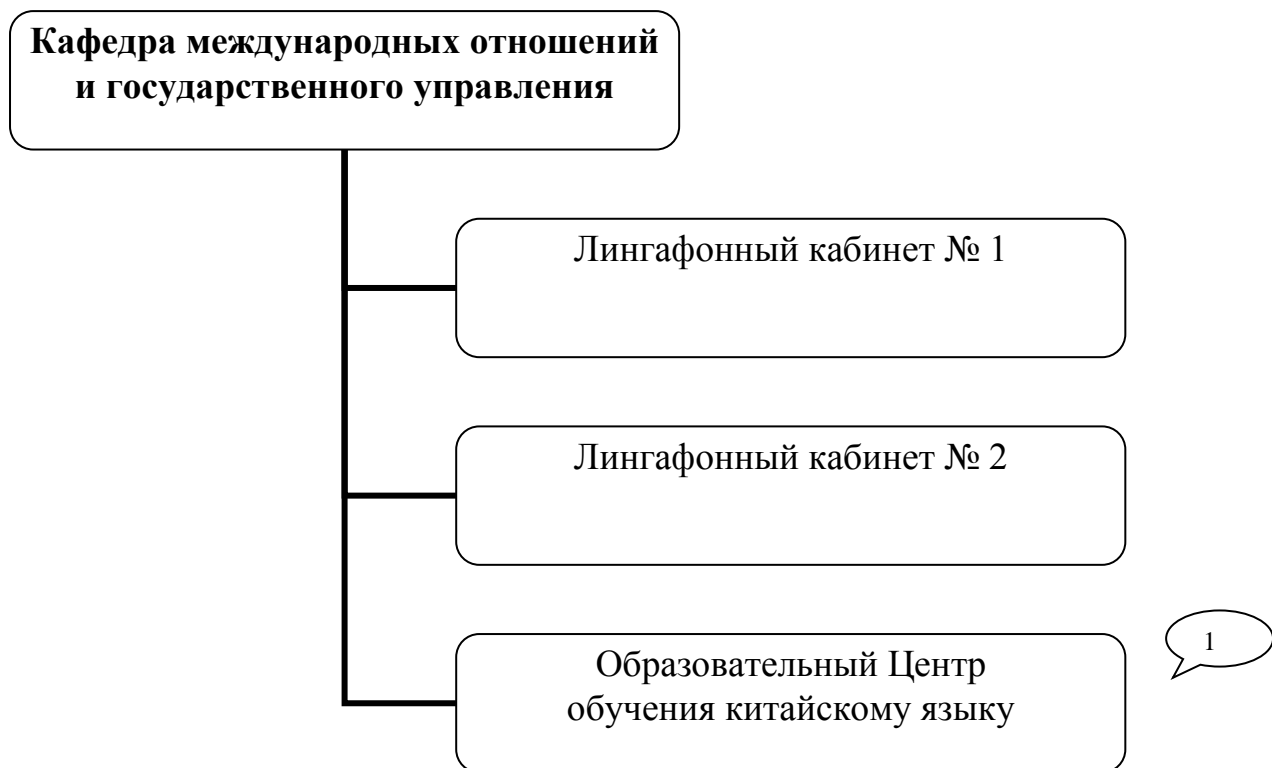 Кафедра международных отношений
и государственного управления
Лингафонный кабинет № 1
Лингафонный кабинет № 2
Образовательный Центр
обучения китайскому языку
1